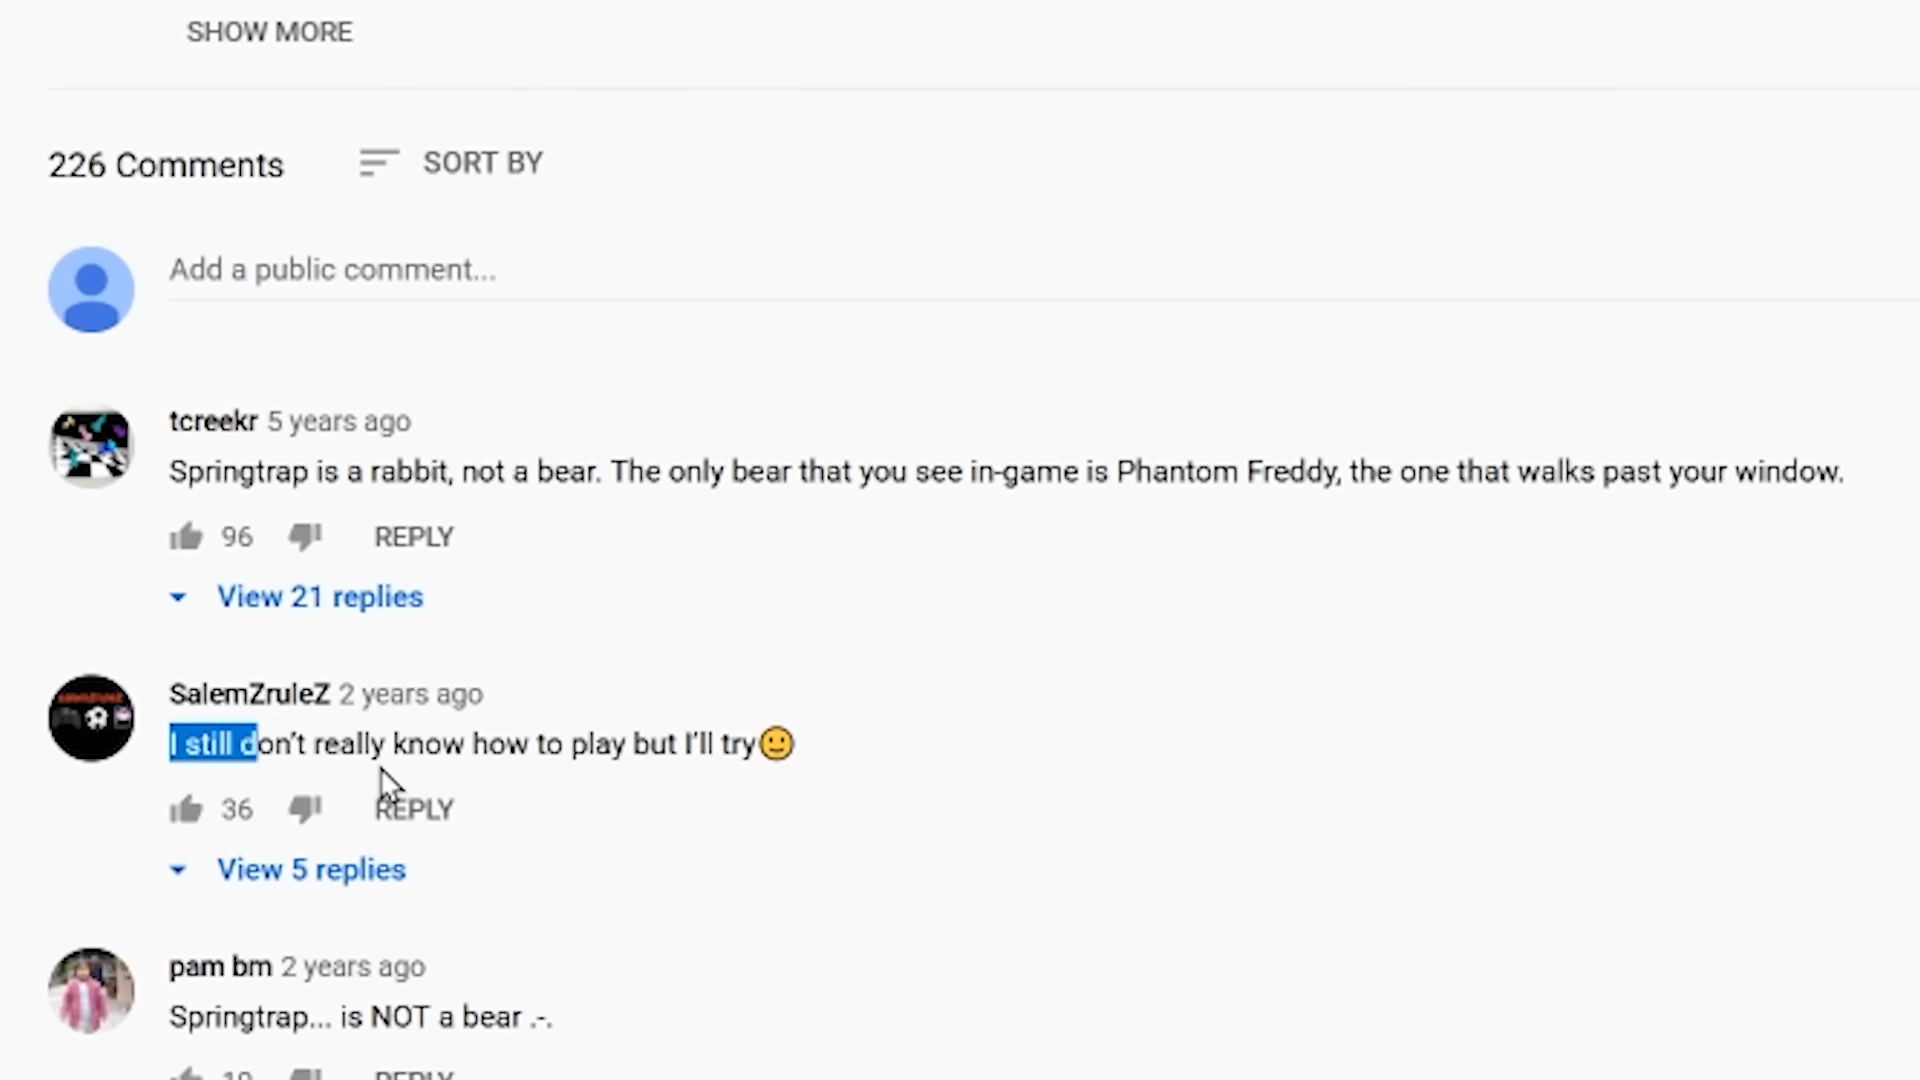 SHOW MORE
226 Comments
SORT BY
Add a public comment...
tcreekr 5 years ago
Springtrap is a rabbit, not a bear. The only bear that you see in-game is Phantom Freddy, the one that walks past your window.
96 REPLY
View 21 replies
SalemZruleZ 2 years ago
I still don’t really know how to play but I’ll try🙂
36 REPLY
View 5 replies
pam bm 2 years ago
Springtrap... is NOT a bear .-.
REPLY